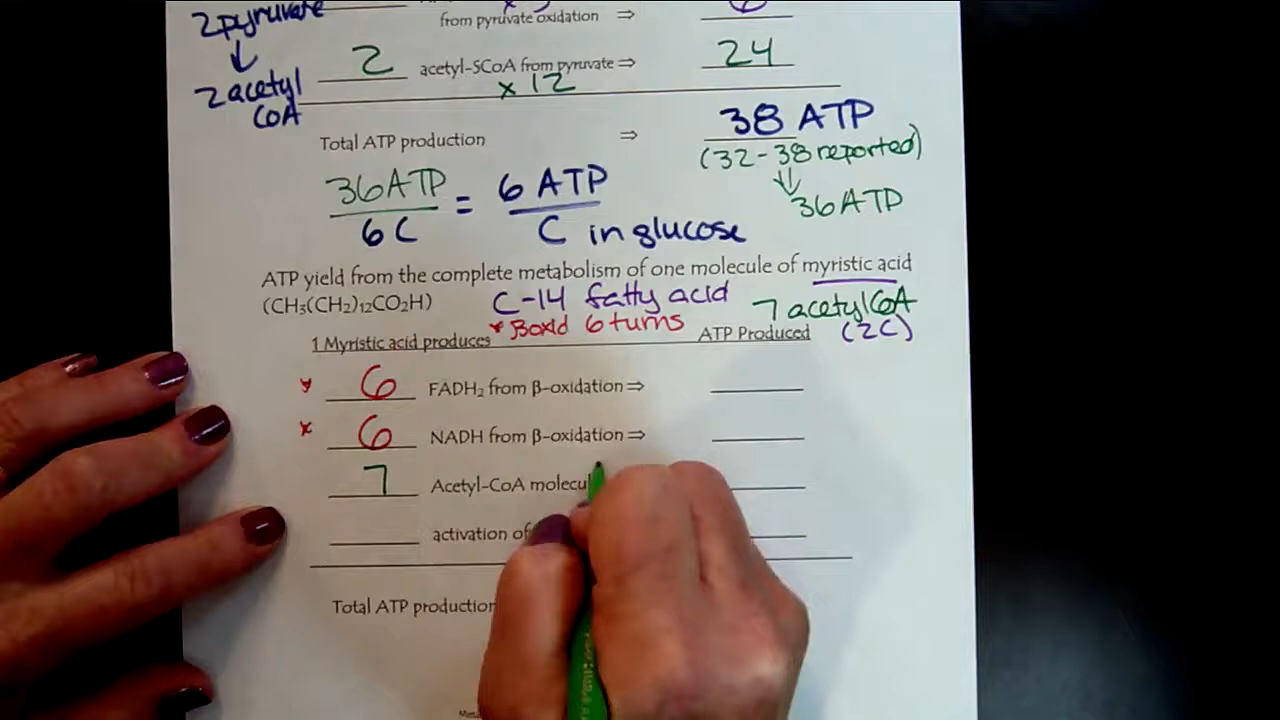 2 pyruvate
from pyruvate oxidation ⇒
↓
2 acetyl CoA
2 acetyl-SCoA from pyruvate ⇒ 24
x 12
Total ATP production ⇒ 38 ATP
(32-38 reported)
36 ATP
36 ATP / 6 C = 6 ATP / C in glucose
ATP yield from the complete metabolism of one molecule of myristic acid
(CH3(CH2)12CO2H) C-14 fatty acid 7 acetyl CoA
* Boxid 6 turns (2C)
1 Myristic acid produces ATP Produced
* 6 FADH2 from β-oxidation ⇒
* 6 NADH from β-oxidation ⇒
7 Acetyl-CoA molecul
activation of
Total ATP production